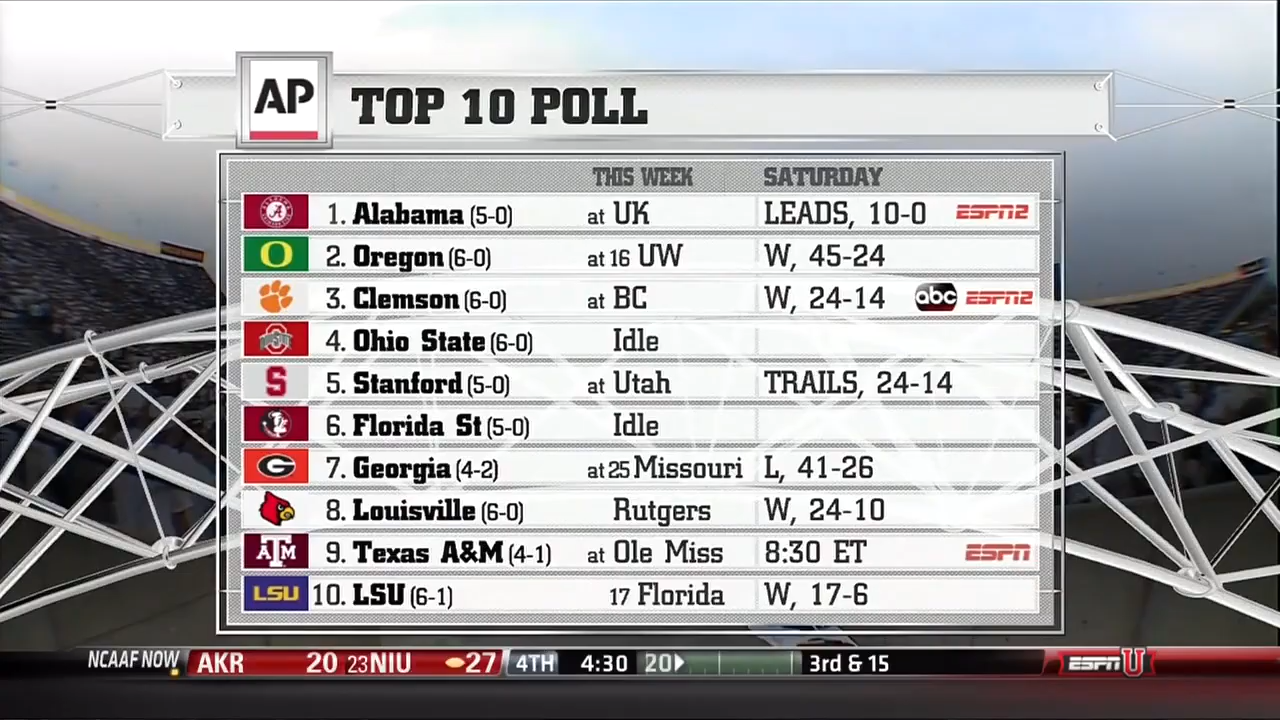 AP TOP 10 POLL
THIS WEEK SATURDAY
A 1. Alabama (5-0) at UK LEADS, 10-0 ESPN2
O 2. Oregon (6-0) at 16 UW W, 45-24
3. Clemson (6-0) at BC W, 24-14 abc ESPN2
OSU 4. Ohio State (6-0) Idle
S 5. Stanford (5-0) at Utah TRAILS, 24-14
6. Florida St (5-0) Idle
G 7. Georgia (4-2) at 25 Missouri L, 41-26
8. Louisville (6-0) Rutgers W, 24-10
ATM 9. Texas A&M (4-1) at Ole Miss 8:30 ET ESPN
LSU 10. LSU (6-1) 17 Florida W, 17-6
NCAAF NOW AKR 20 23 NIU 27 4TH 4:30 20 3rd & 15 ESPNU